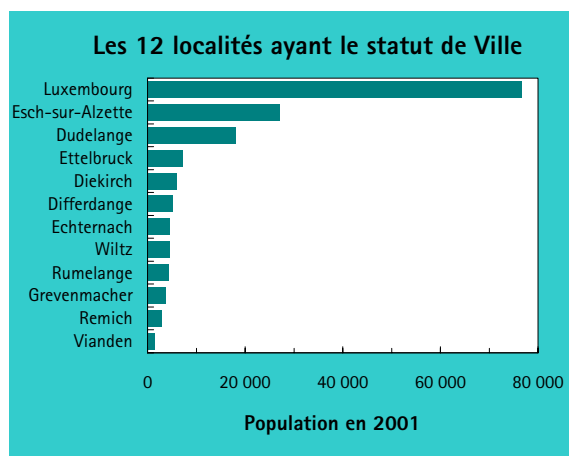 Les 12 localités ayant le statut de Ville
Luxembourg
Esch-sur-Alzette
Dudelange
Ettelbruck
Diekirch
Differdange
Echternach
Wiltz
Rumelange
Grevenmacher
Remich
Vianden
0 20 000 40 000 60 000 80 000
Population en 2001